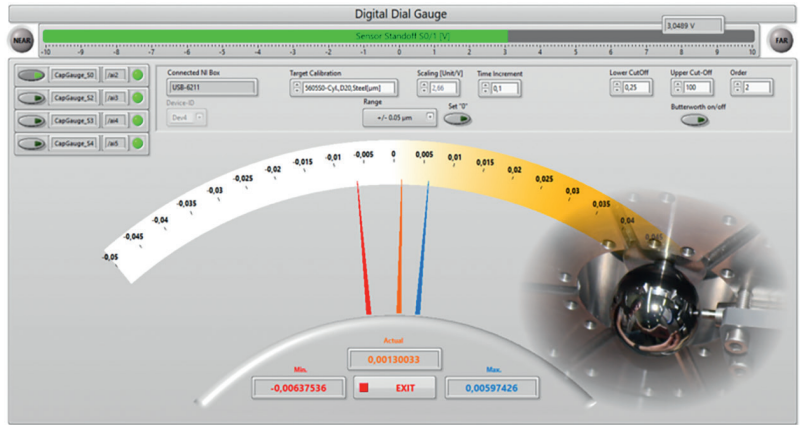 Digital Dial Gauge
NEAR
Sensor Standoff S0/1 [V]
3,0489 V
FAR
-10 -9 -8 -7 -6 -5 -4 -3 -2 -1 0 1 2 3 4 5 6 7 8 9 10
CapGauge_S0 /ai2
CapGauge_S2 /ai3
CapGauge_S3 /ai4
CapGauge_S4 /ai5
Connected NI Box
USB-6211
Device-ID
Dev4
Target Calibration
5605S0-Cyl.,D20,Steel[µm]
Scaling [Unit/V]
2,66
Time Increment
0,1
Range
+/- 0.05 µm
Set "0"
Lower CutOff
0,25
Upper Cut-Off
100
Order
2
Butterworth on/off
-0,05 -0,045 -0,04 -0,035 -0,03 -0,025 -0,02 -0,015 -0,01 -0,005 0 0,005 0,01 0,015 0,02 0,025 0,03 0,035 0,04 0,045
Actual
0,00130033
Min.
-0,00637536
EXIT
Max.
0,00597426